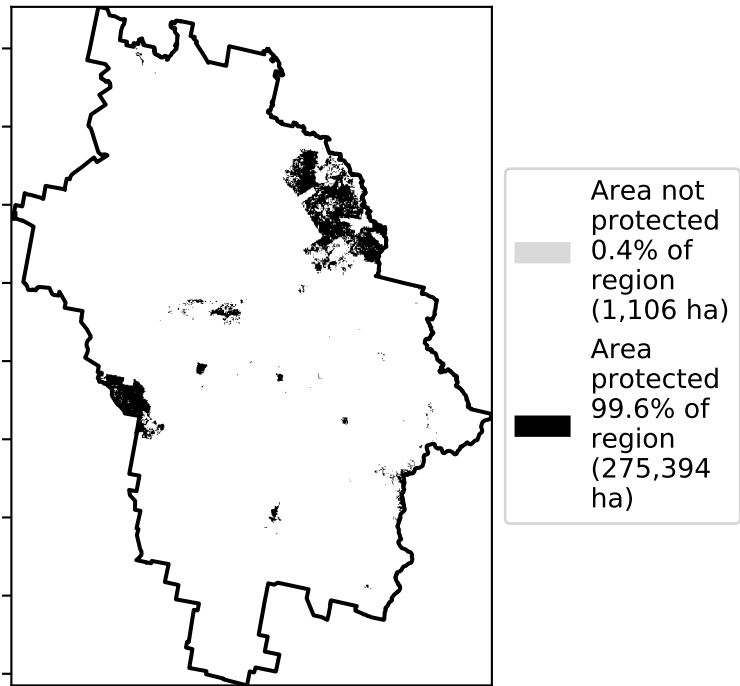 Area not
protected
0.4% of
region
(1,106 ha)
Area
protected
99.6% of
region
(275,394
ha)